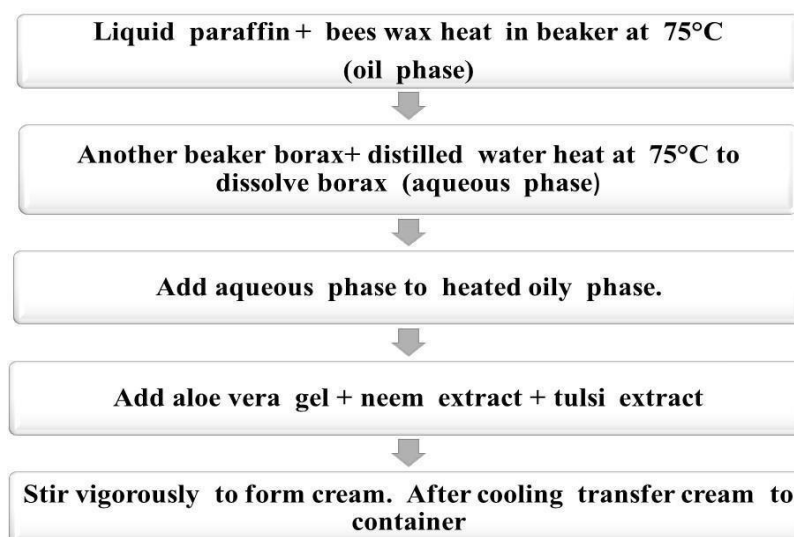 Liquid paraffin + bees wax heat in beaker at 75°C
(oil phase)
Another beaker borax+ distilled water heat at 75°C to
dissolve borax (aqueous phase)
Add aqueous phase to heated oily phase.
Add aloe vera gel + neem extract + tulsi extract
Stir vigorously to form cream. After cooling transfer cream to
container